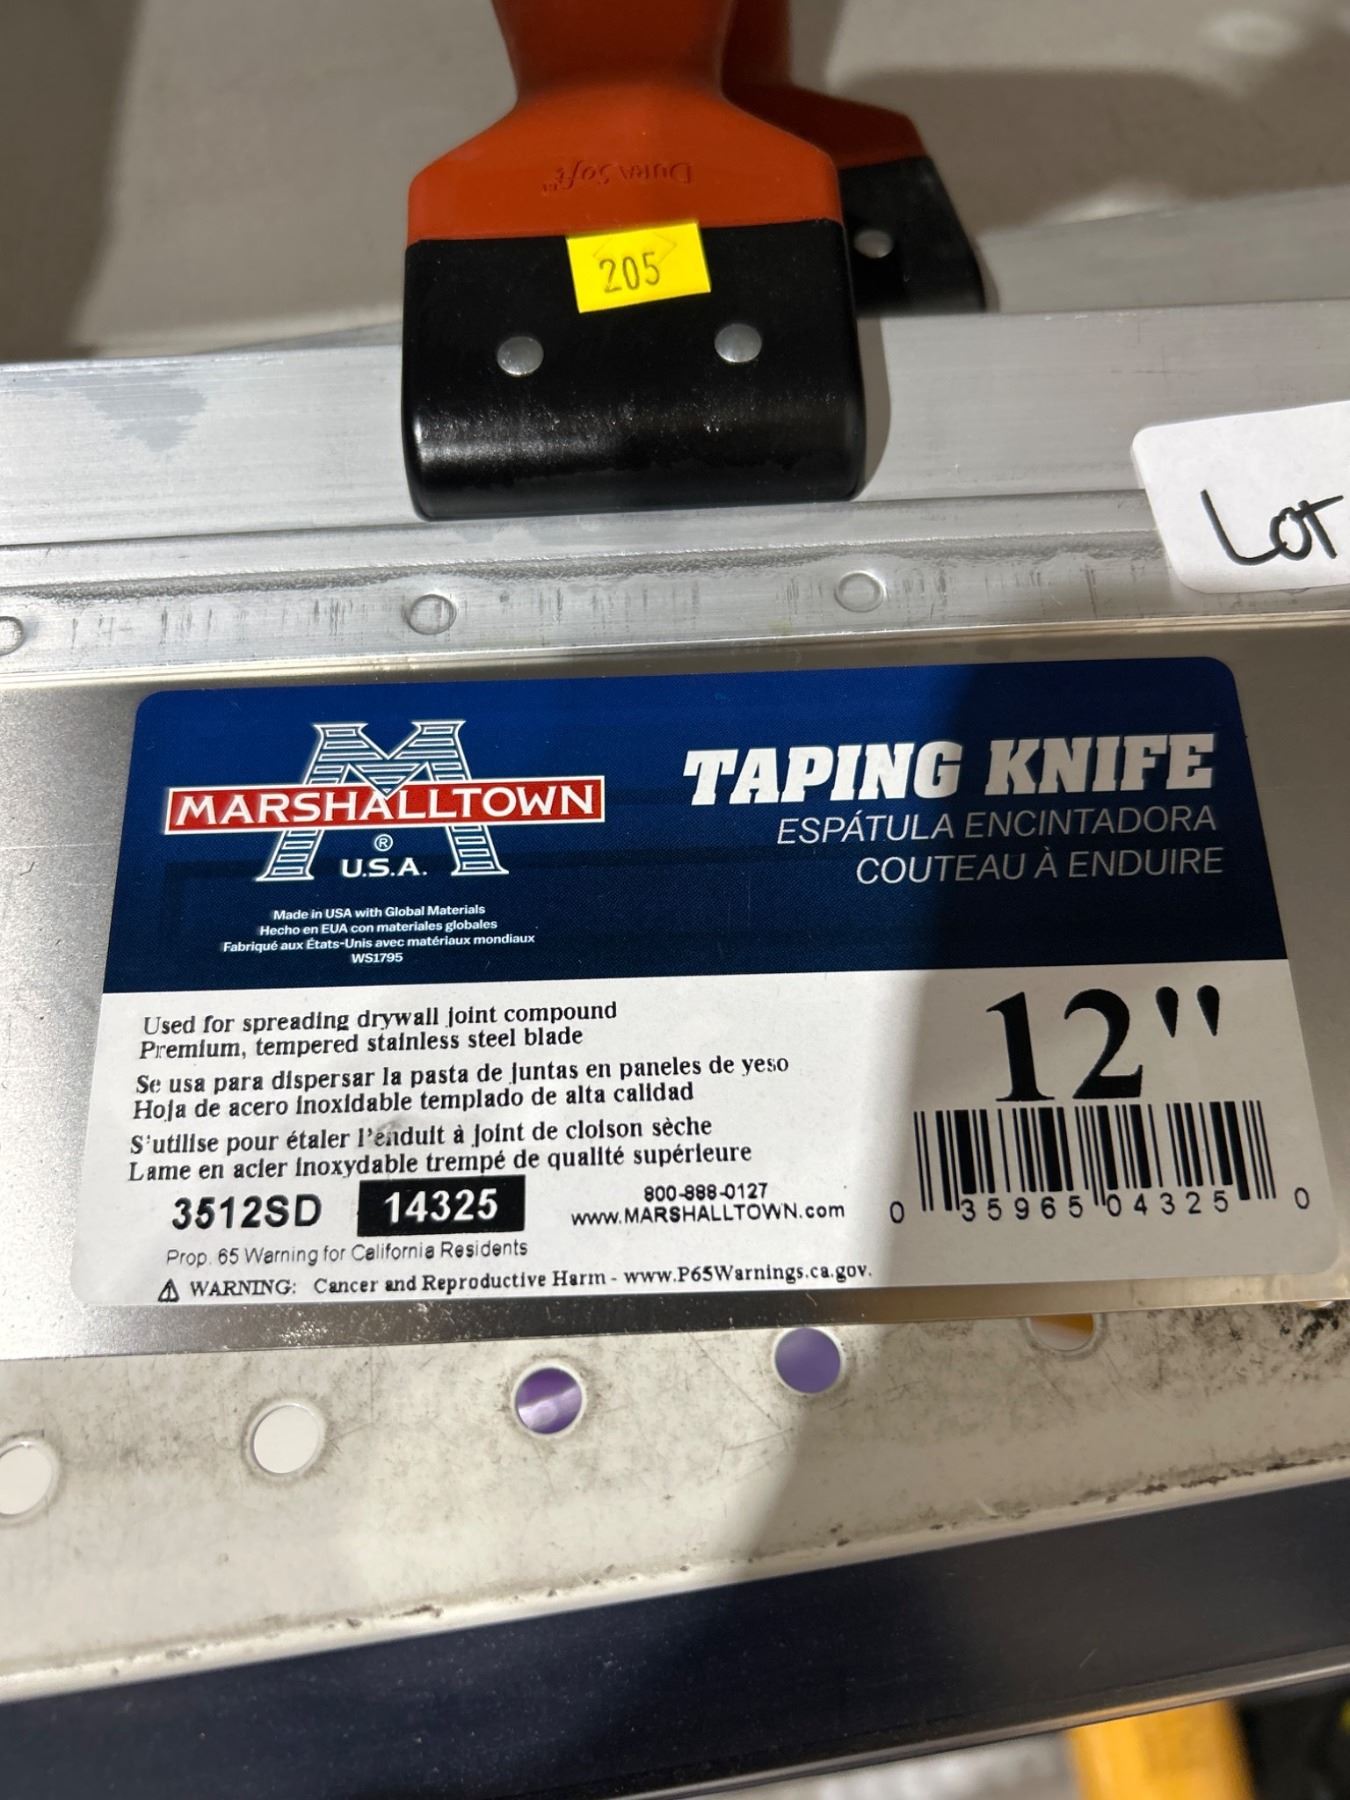 DURASoft™
205
Lot
MARSHALLTOWN
®
U.S.A.
Made in USA with Global Materials
Hecho en EUA con materiales globales
Fabriqué aux États-Unis avec matériaux mondiaux
WS1795
TAPING KNIFE
ESPÁTULA ENCINTADORA
COUTEAU À ENDUIRE
12"
Used for spreading drywall joint compound
Premium, tempered stainless steel blade
Se usa para dispersar la pasta de juntas en paneles de yeso
Hoja de acero inoxidable templado de alta calidad
S'utilise pour étaler l'enduit à joint de cloison sèche
Lame en acier inoxydable trempé de qualité supérieure
3512SD 14325
800-888-0127
www.MARSHALLTOWN.com
0 35965 04325 0
Prop. 65 Warning for California Residents
⚠ WARNING: Cancer and Reproductive Harm - www.P65Warnings.ca.gov.